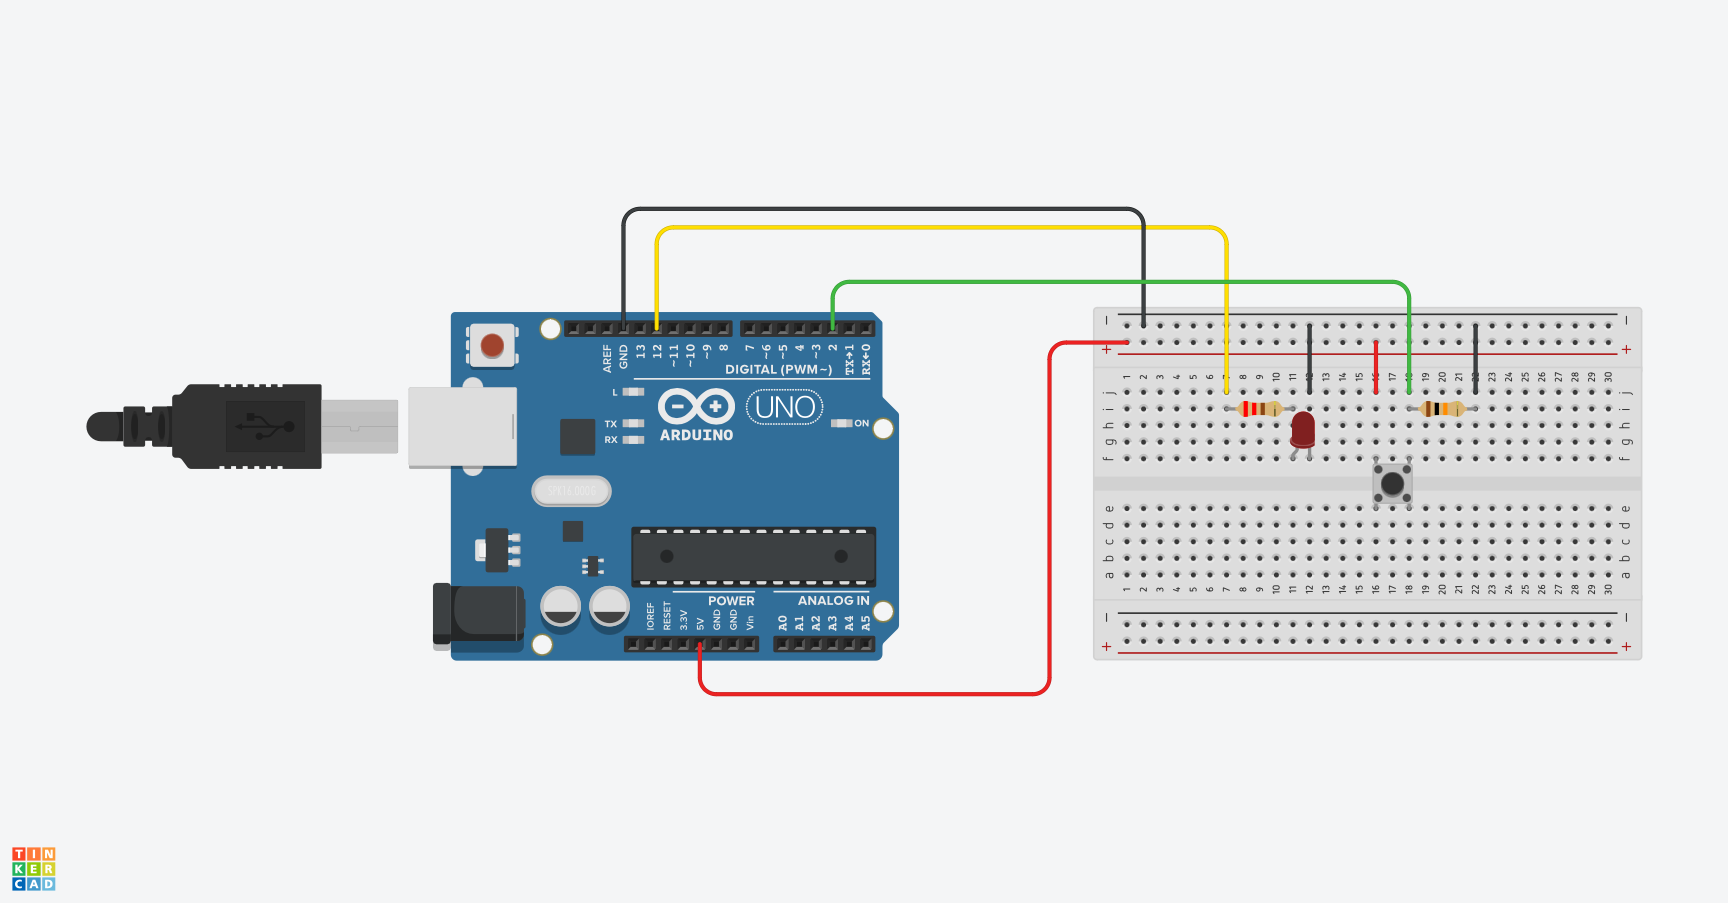 AREF
GND
13
12
~11
~10
~9
8
7
~6
~5
4
~3
2
TX→1
RX←0
DIGITAL (PWM~)
L
TX
RX
ON
UNO
ARDUINO
SPK16.000G
POWER
ANALOG IN
IOREF
RESET
3.3V
5V
GND
GND
Vin
A0
A1
A2
A3
A4
A5
− −
+ +
1 2 3 4 5 6 7 8 9 10 11 12 13 14 15 16 17 18 19 20 21 22 23 24 25 26 27 28 29 30
j j
i i
h h
g g
f f
e e
d d
c c
b b
a a
1 2 3 4 5 6 7 8 9 10 11 12 13 14 15 16 17 18 19 20 21 22 23 24 25 26 27 28 29 30
− −
+ +
TIN
KER
CAD